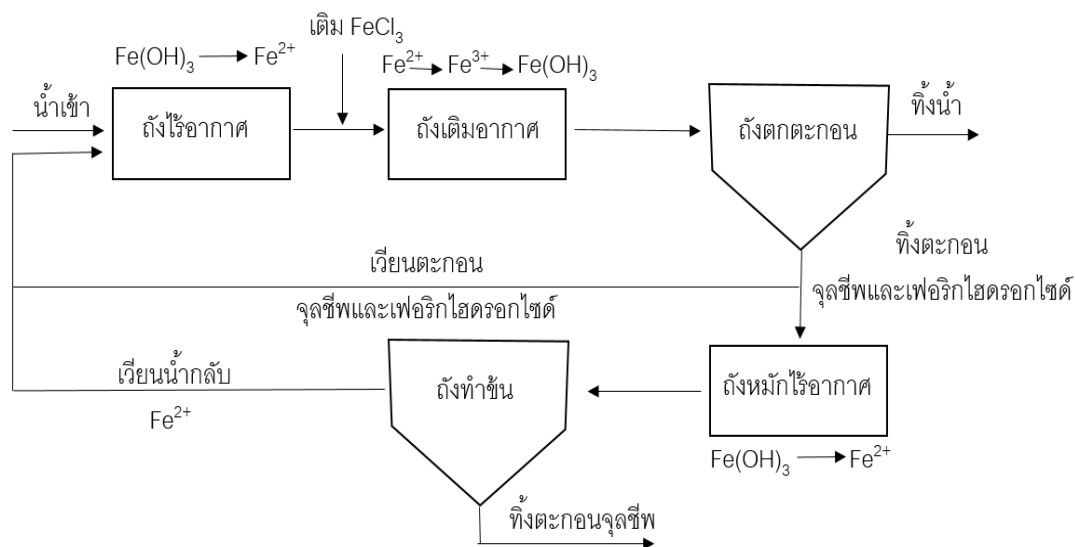 เติม FeCl3
Fe(OH)3 → Fe2+
Fe2+ → Fe3+ → Fe(OH)3
น้ำเข้า
ถังไร้อากาศ
ถังเติมอากาศ
ถังตกตะกอน
ทิ้งน้ำ
ทิ้งตะกอน
จุลชีพและเฟอริกไฮดรอกไซด์
เวียนตะกอน
จุลชีพและเฟอริกไฮดรอกไซด์
เวียนน้ำกลับ
Fe2+
ถังทำข้น
ถังหมักไร้อากาศ
Fe(OH)3 → Fe2+
ทิ้งตะกอนจุลชีพ